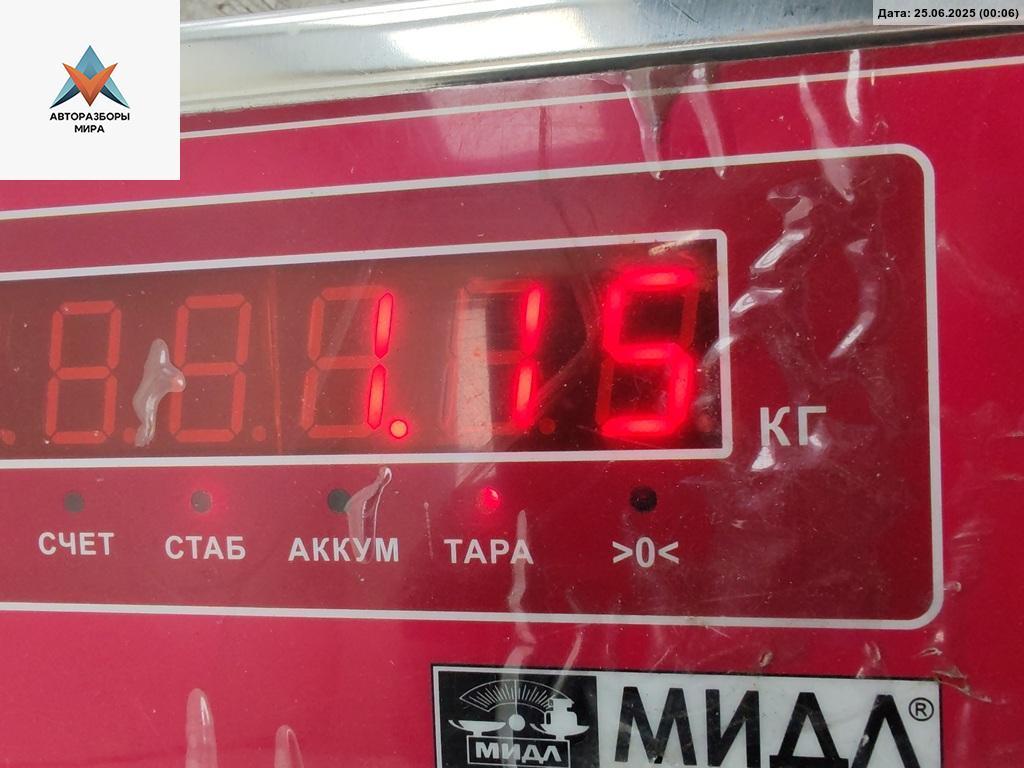 Дата: 25.06.2025 (00:06)
АВТОРАЗБОРЫ
МИРА
1.15
КГ
СЧЕТ СТАБ АККУМ ТАРА >0<
МИДЛ
МИДЛ®